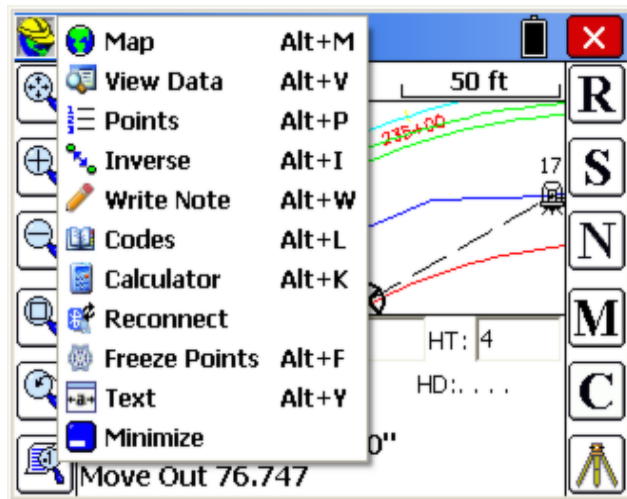 Map Alt+M
View Data Alt+V
50 ft
R
Points Alt+P
235+00
Inverse Alt+I
17
S
Write Note Alt+W
Codes Alt+L
N
Calculator Alt+K
Reconnect
M
HT: 4
Freeze Points Alt+F
HD:. . . .
Text Alt+Y
C
Minimize
0"
Move Out 76.747